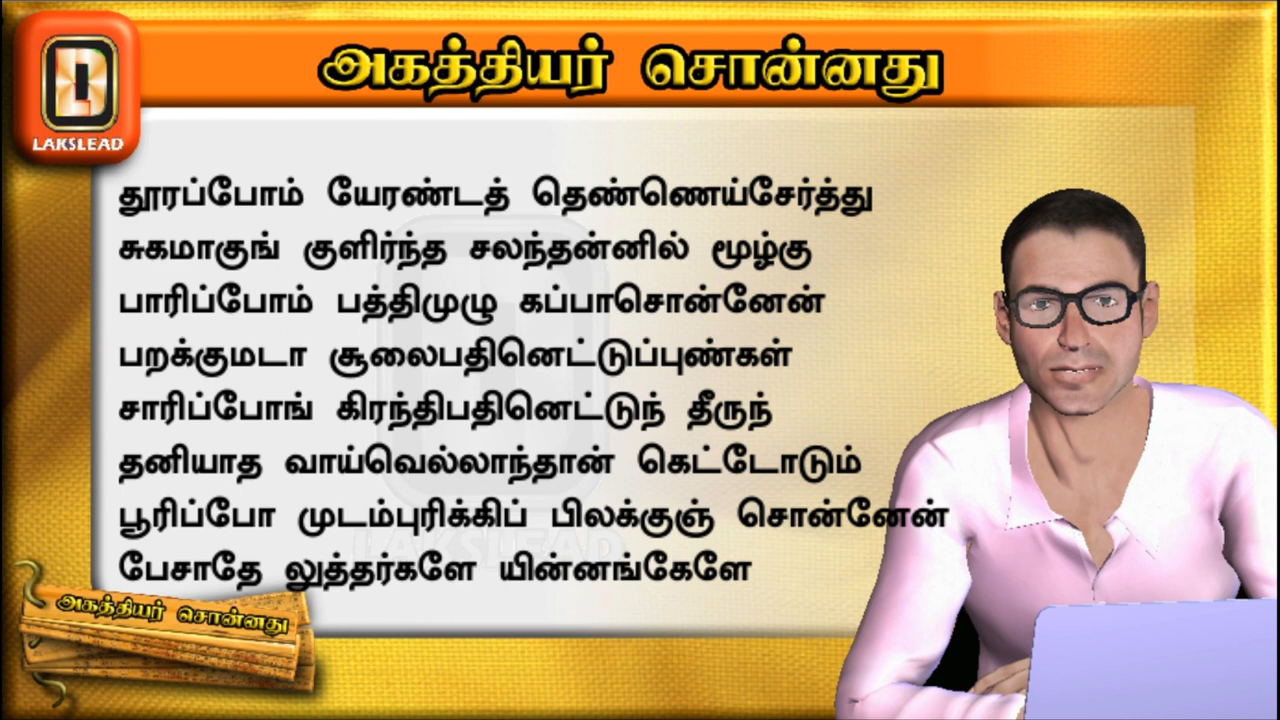 அகத்தியர் சொன்னது
LAKSLEAD
தூரப்போம் யேரண்டத் தெண்ணெய்சேர்த்து
சுகமாகுங் குளிர்ந்த சலந்தன்னில் மூழ்கு
பாரிப்போம் பத்திமுழு கப்பாசொன்னேன்
பறக்குமடா சூலைபதினெட்டுப்புண்கள்
சாரிப்போங் கிரந்திபதினெட்டுந் தீருந்
தனியாத வாய்வெல்லாந்தான் கெட்டோடும்
பூரிப்போ முடம்புரிக்கிப் பிலக்குஞ் சொன்னேன்
பேசாதே லுத்தர்களே யின்னங்கேளே
LAKSLEAD
அகத்தியர் சொன்னது